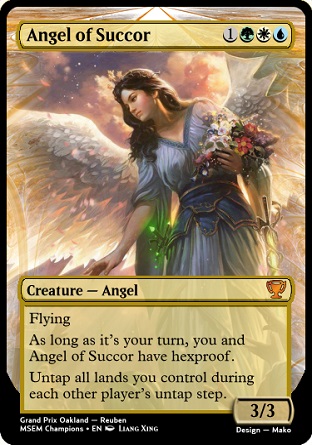 Angel of Succor 1
Creature — Angel
Flying
As long as it's your turn, you and
Angel of Succor have hexproof.
Untap all lands you control during
each other player's untap step.
3/3
Grand Prix Oakland — Reuben
MSEM Champions • EN Liang Xing
Design — Mako